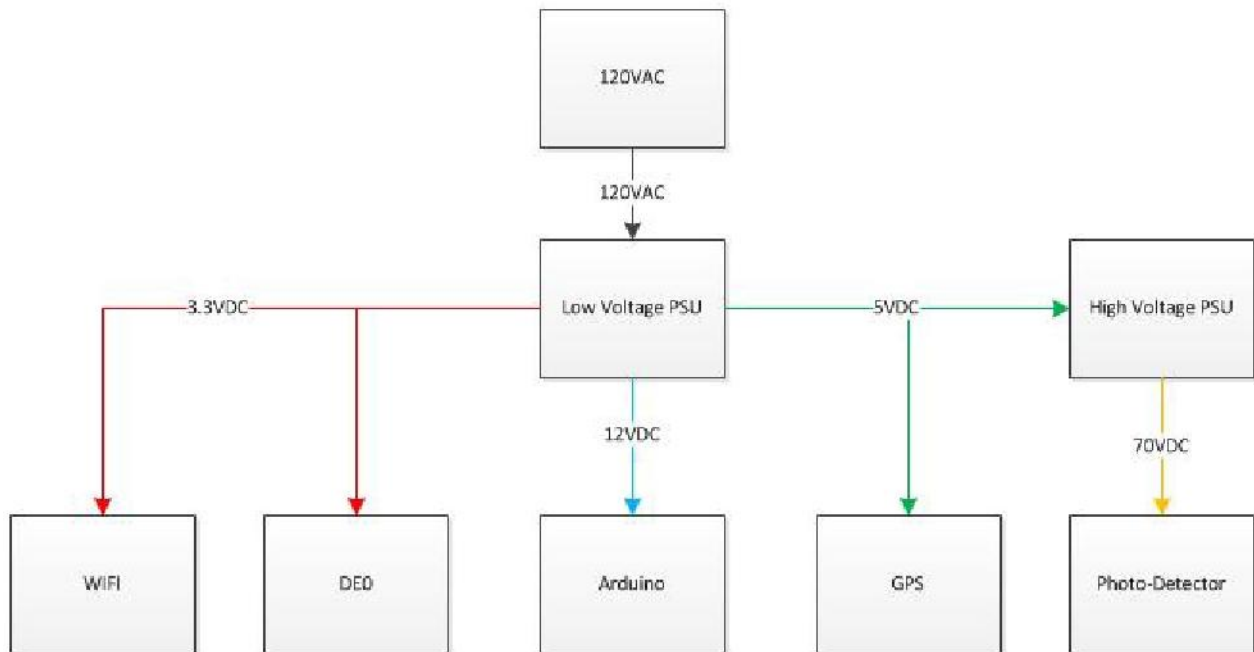 120VAC
120VAC
3.3VDC
Low Voltage PSU
5VDC
High Voltage PSU
12VDC
70VDC
WIFI
DE0
Arduino
GPS
Photo-Detector